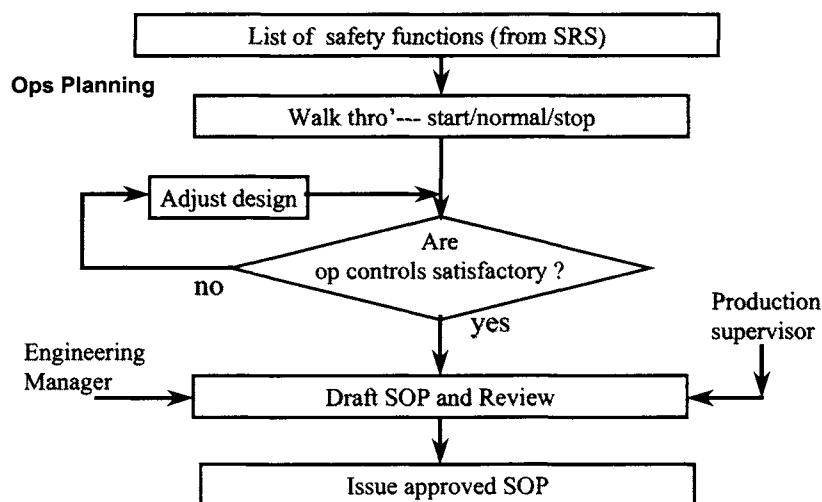 List of safety functions (from SRS)
Ops Planning
Walk thro'--- start/normal/stop
Adjust design
Are
op controls satisfactory ?
no
yes
Production
supervisor
Engineering
Manager
Draft SOP and Review
Issue approved SOP